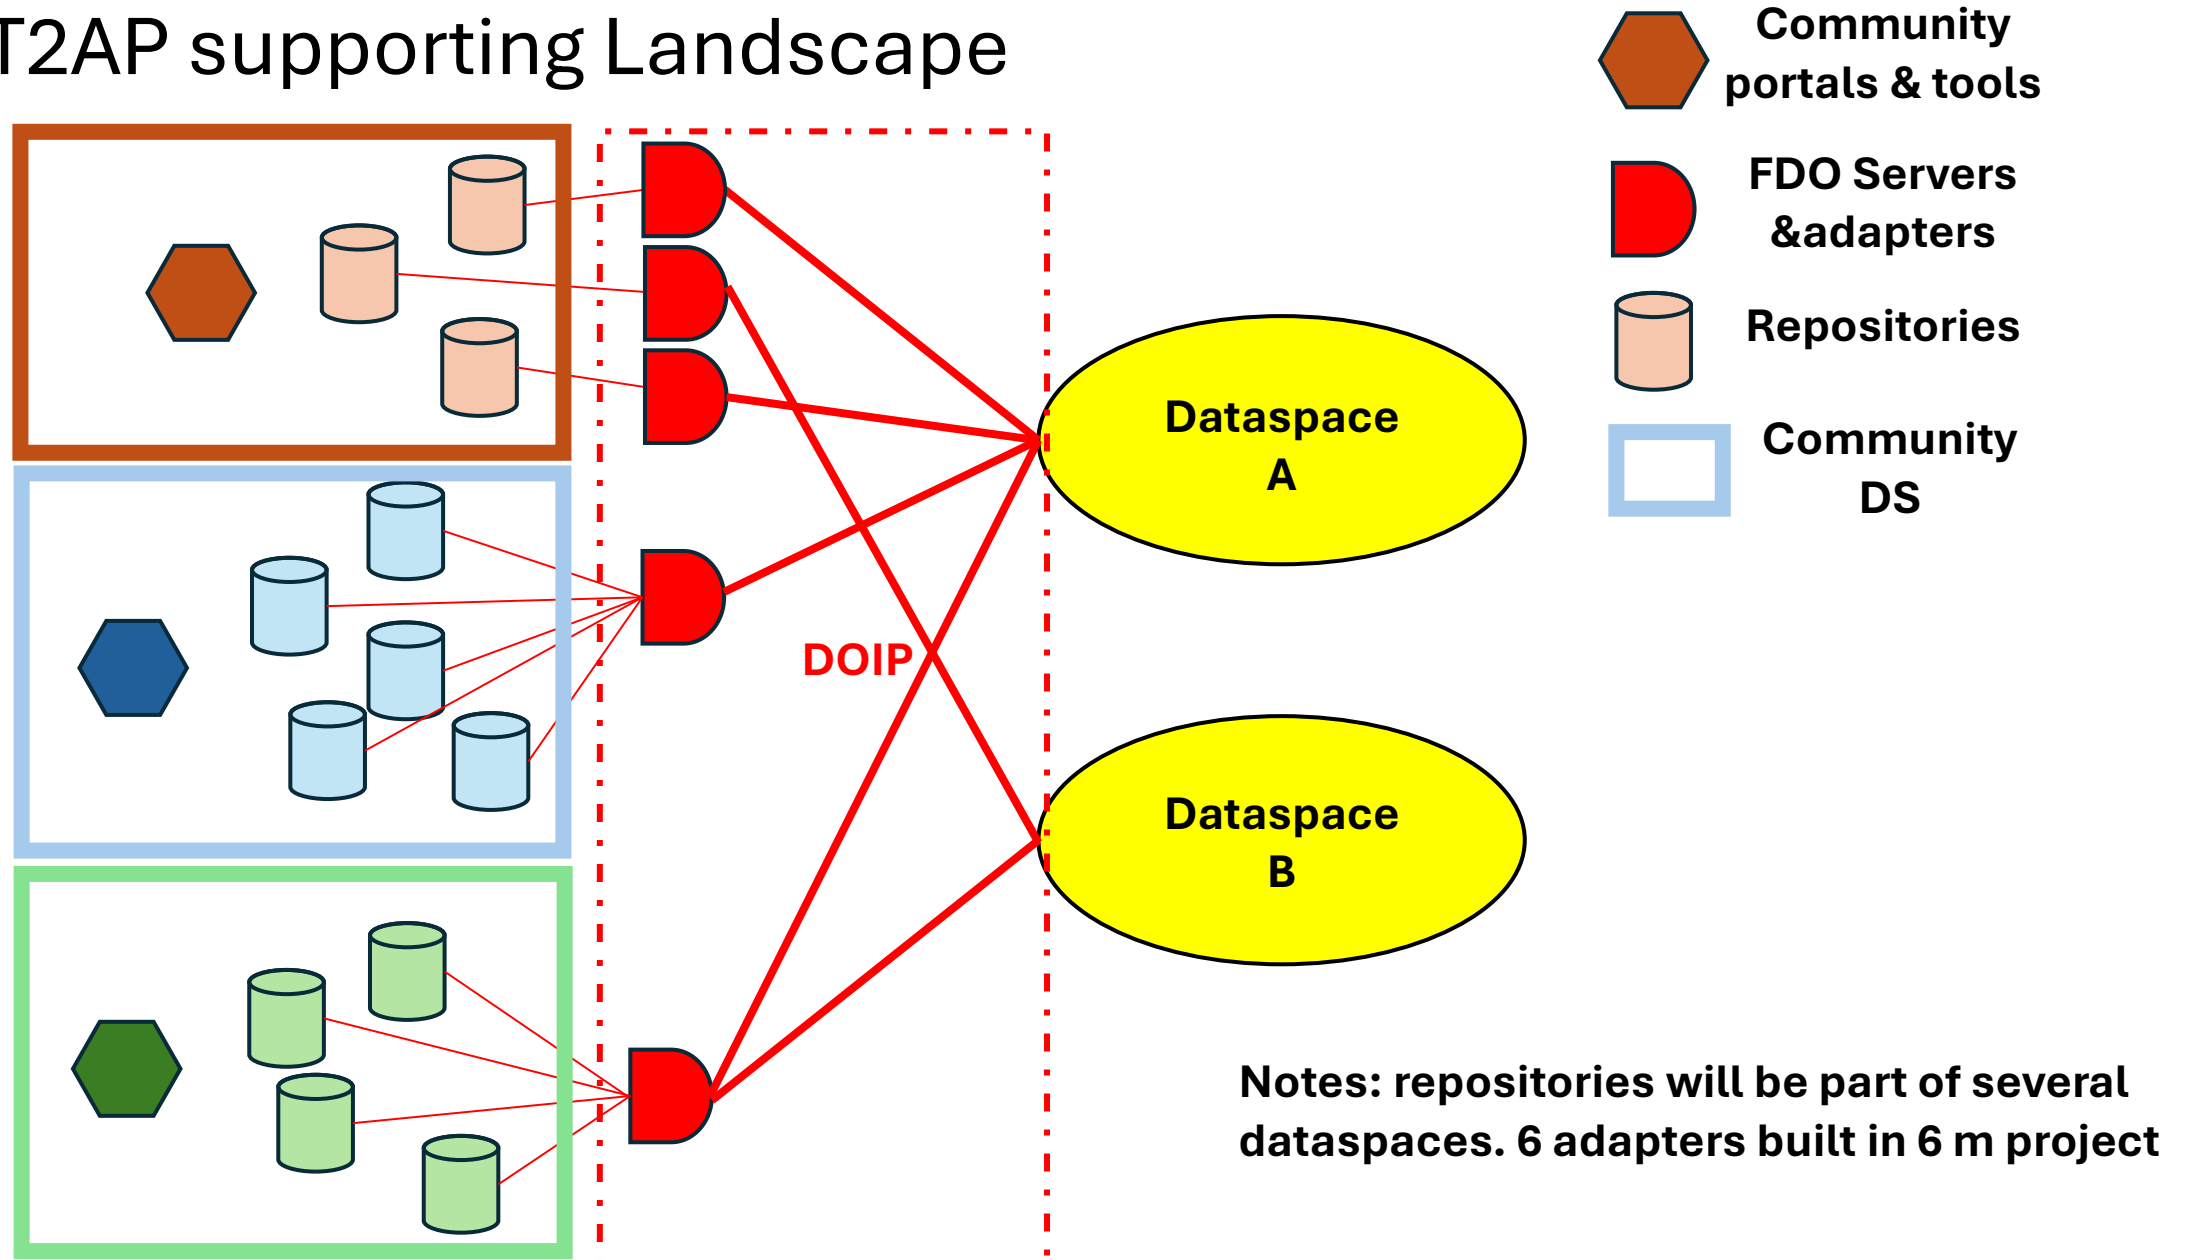 T2AP supporting Landscape
Community
portals & tools
FDO Servers
&adapters
Repositories
Community
DS
Dataspace
A
DOIP
Dataspace
B
Notes: repositories will be part of several
dataspaces. 6 adapters built in 6 m project